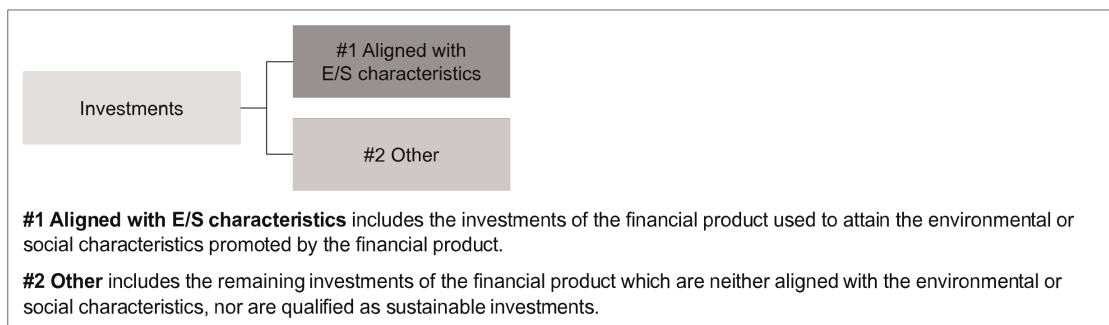 #1 Aligned with
E/S characteristics
Investments
#2 Other
#1 Aligned with E/S characteristics includes the investments of the financial product used to attain the environmental or
social characteristics promoted by the financial product.
#2 Other includes the remaining investments of the financial product which are neither aligned with the environmental or
social characteristics, nor are qualified as sustainable investments.